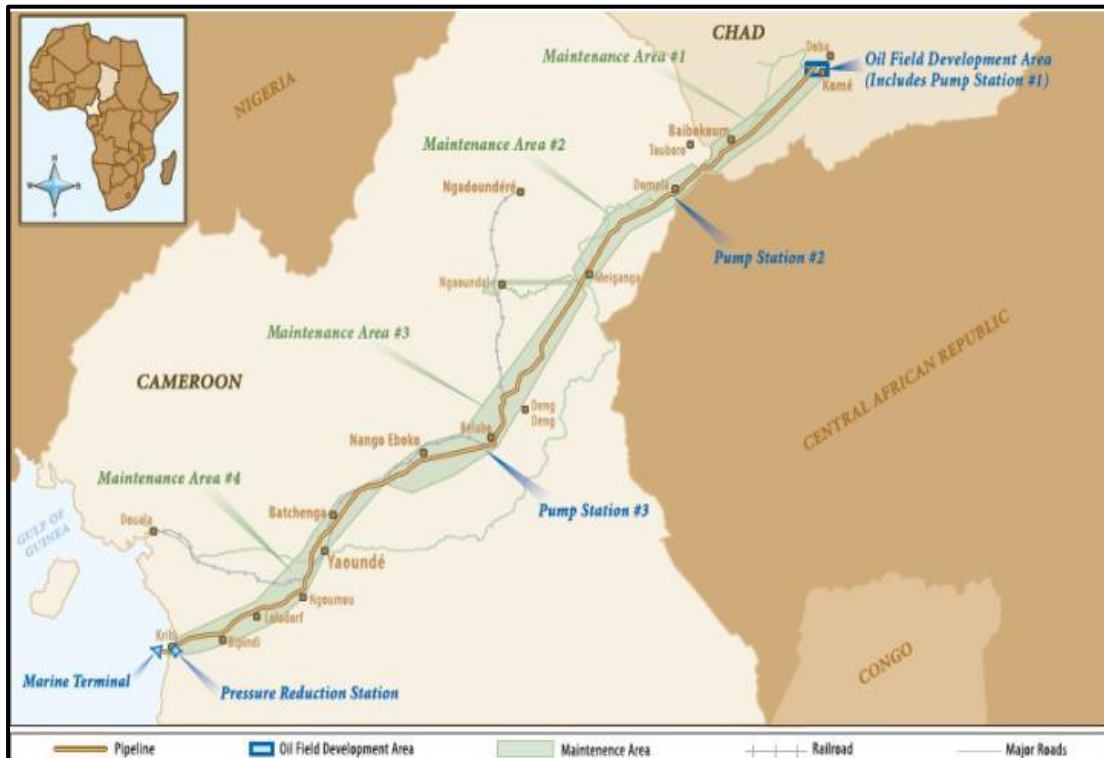 CHAD
Doba
Oil Field Development Area
(Includes Pump Station #1)
Komé
Maintenance Area #1
NIGERIA
Baibokoum
Touboro
Maintenance Area #2
Ngadoundéré
Dompla
Pump Station #2
Meiganga
Ngaoundal
Maintenance Area #3
CAMEROON
CENTRAL AFRICAN REPUBLIC
Deng
Deng
Belabo
Nango Eboko
Maintenance Area #4
Pump Station #3
Batchenga
Douala
GULF OF
GUINEA
Yaoundé
Ngoumou
Lolodorf
Kribi
Bipindi
Marine Terminal
Pressure Reduction Station
CONGO
Pipeline
Oil Field Development Area
Maintenence Area
Railroad
Major Roads